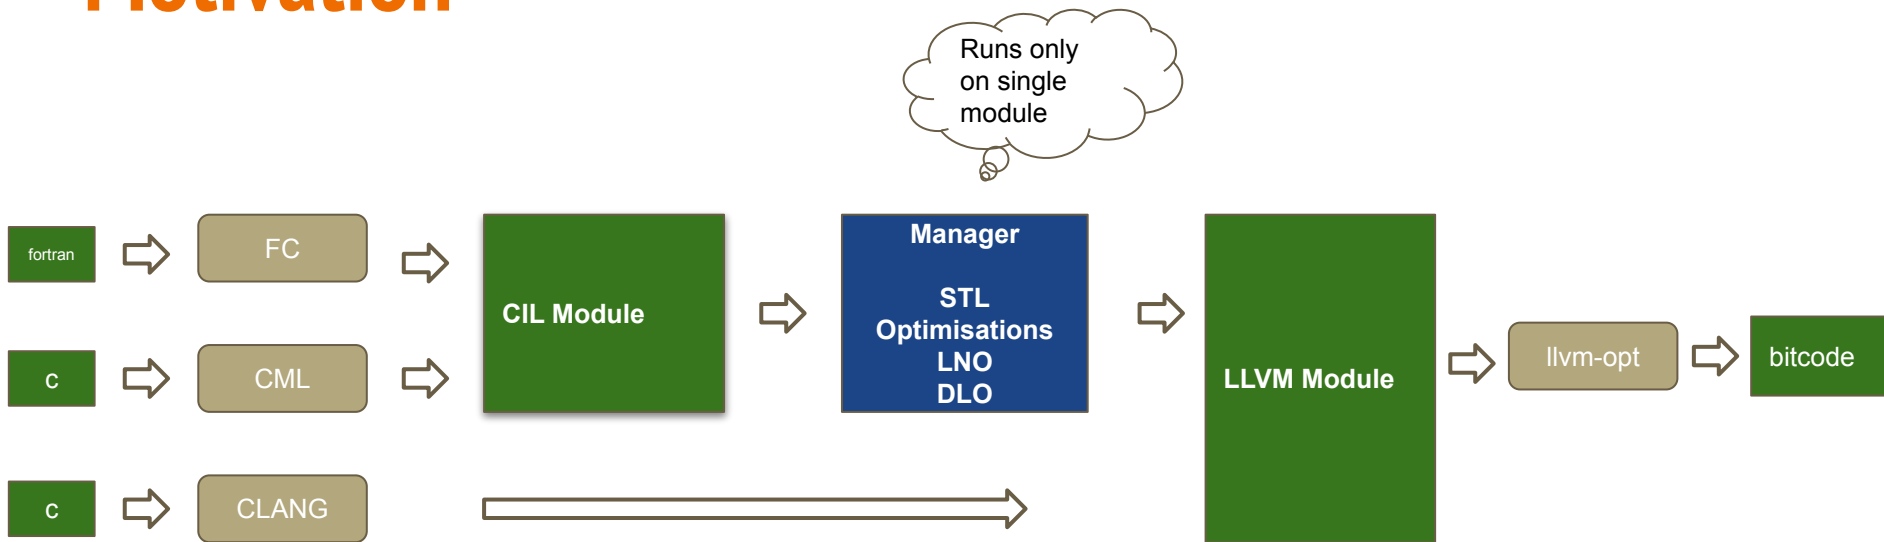 Motivation
Runs only
on single
module
fortran
FC
c
CML
c
CLANG
CIL Module
Manager
STL
Optimisations
LNO
DLO
LLVM Module
llvm-opt
bitcode